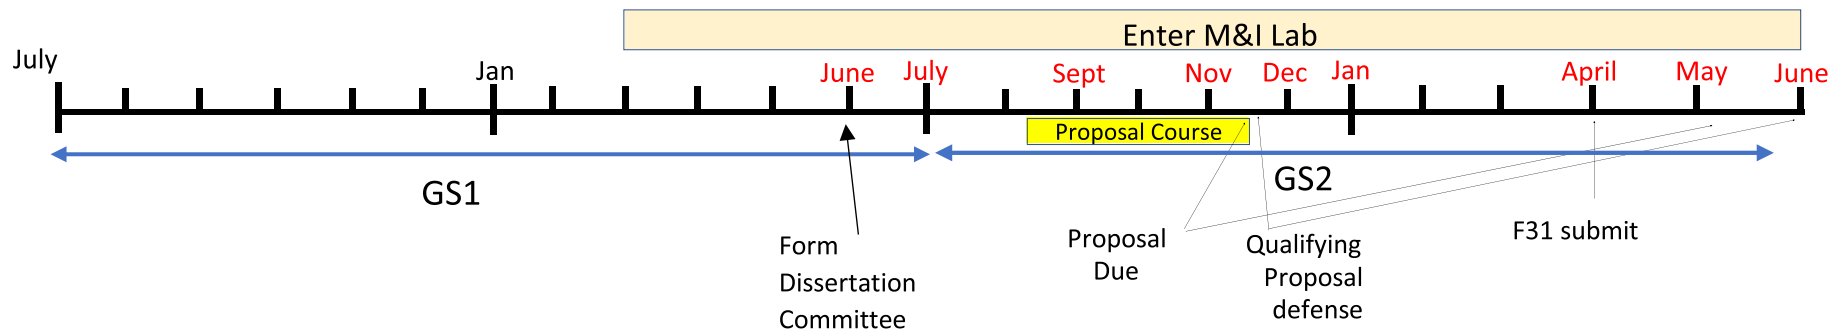 Enter M&I Lab
July
Jan
June
July
Sept
Nov
Dec
Jan
April
May
June
Proposal Course
GS1
GS2
Form
Dissertation
Committee
Proposal
Due
Qualifying
Proposal
defense
F31 submit